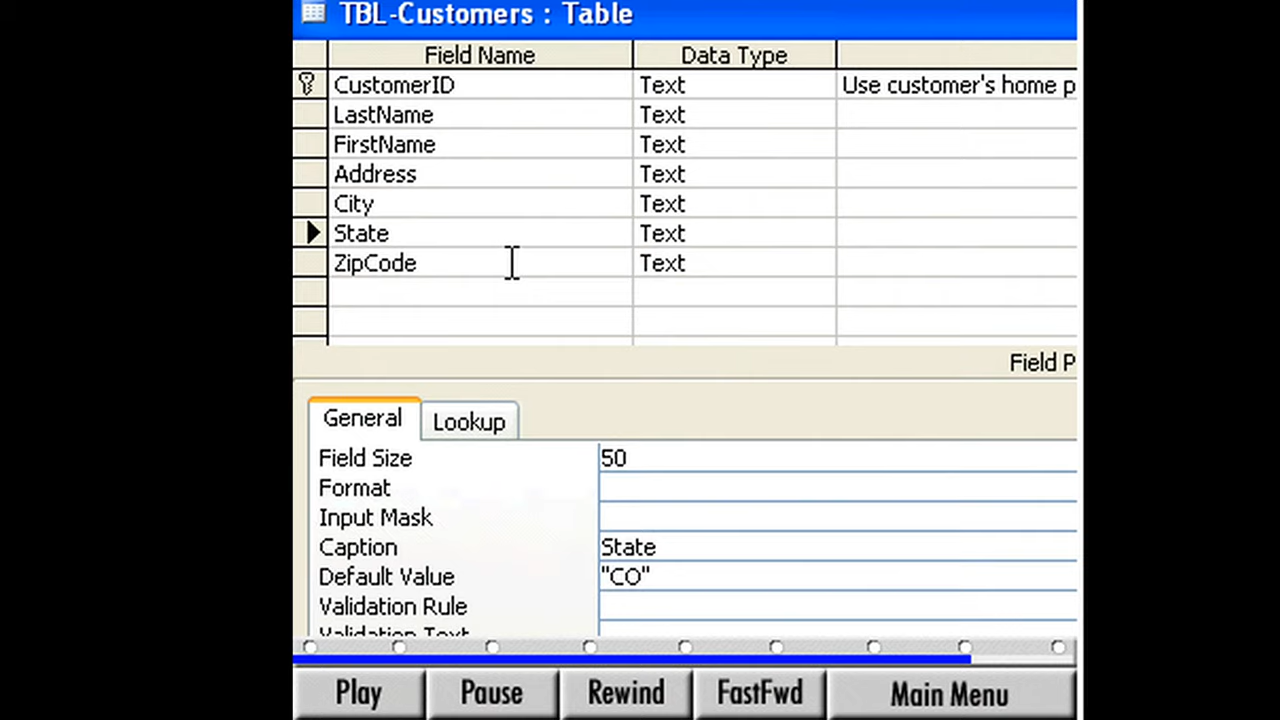 TBL-Customers : Table
Field Name Data Type
CustomerID Text Use customer's home p
LastName Text
FirstName Text
Address Text
City Text
State Text
ZipCode Text
Field P
General Lookup
Field Size 50
Format
Input Mask
Caption State
Default Value "CO"
Validation Rule
Validation Text
Play Pause Rewind FastFwd Main Menu